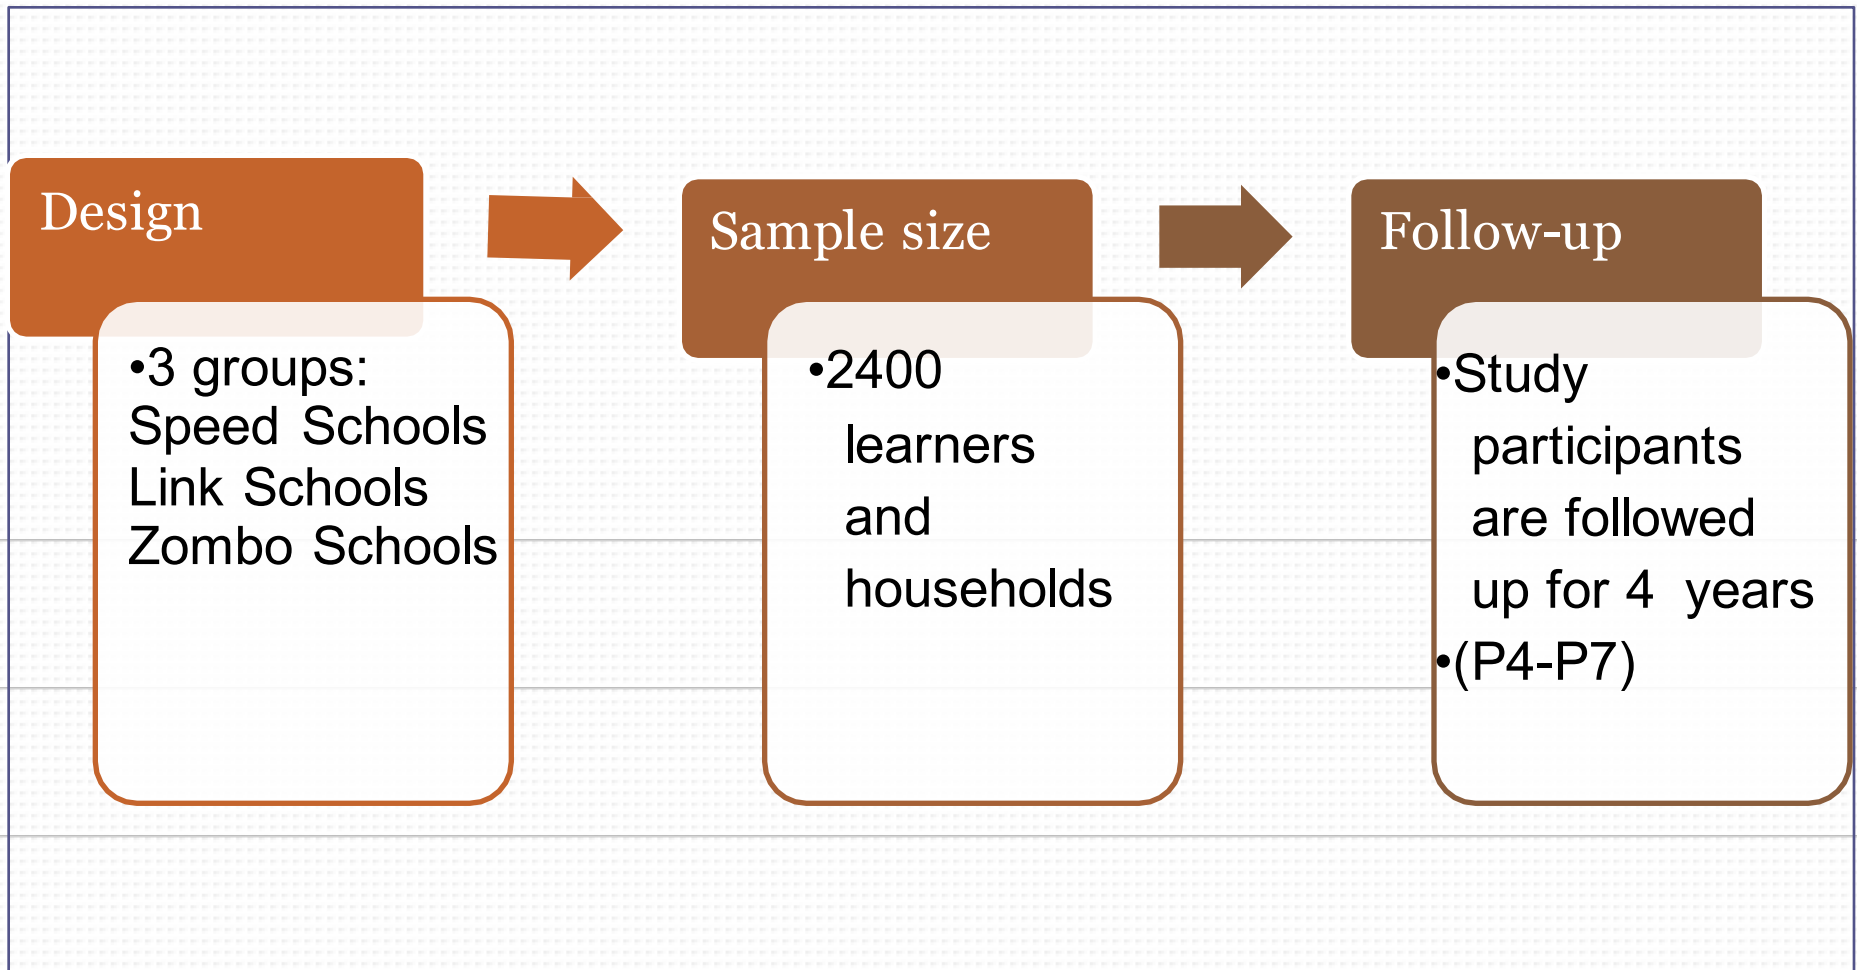 Design
•3 groups:
Speed Schools
Link Schools
Zombo Schools
Sample size
•2400
learners
and
households
Follow-up
•Study
participants
are followed
up for 4 years
•(P4-P7)